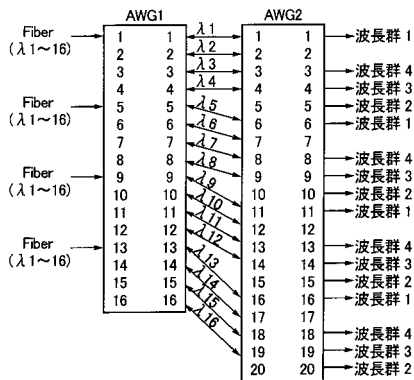 AWG1 AWG2
Fiber 1 1 λ1 1 1 波長群1
(λ1～16) 2 2 λ2 2 2
3 3 λ3 3 3 波長群4
4 4 λ4 4 4 波長群3
Fiber 5 5 λ5 5 5 波長群2
(λ1～16) 6 6 λ6 6 6 波長群1
7 7 λ7 7 7
8 8 λ8 8 8 波長群4
Fiber 9 9 λ9 9 9 波長群3
(λ1～16) 10 10 λ10 10 10 波長群2
11 11 λ11 11 11 波長群1
12 12 λ12 12 12
Fiber 13 13 λ13 13 13 波長群4
(λ1～16) 14 14 λ14 14 14 波長群3
15 15 λ15 15 15 波長群2
16 16 λ16 16 16 波長群1
17 17
18 18 波長群4
19 19 波長群3
20 20 波長群2